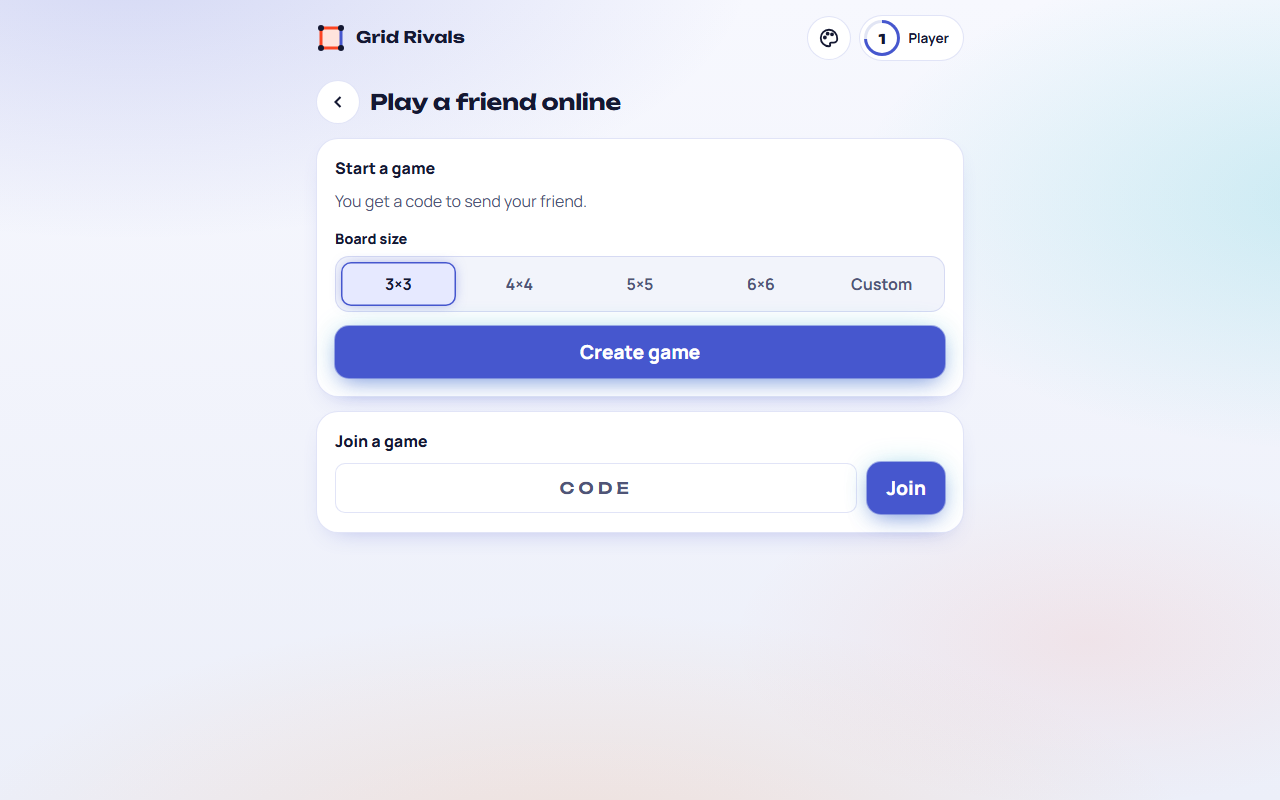 Grid Rivals
1 Player
Play a friend online
Start a game
You get a code to send your friend.
Board size
3×3 4×4 5×5 6×6 Custom
Create game
Join a game
CODE Join